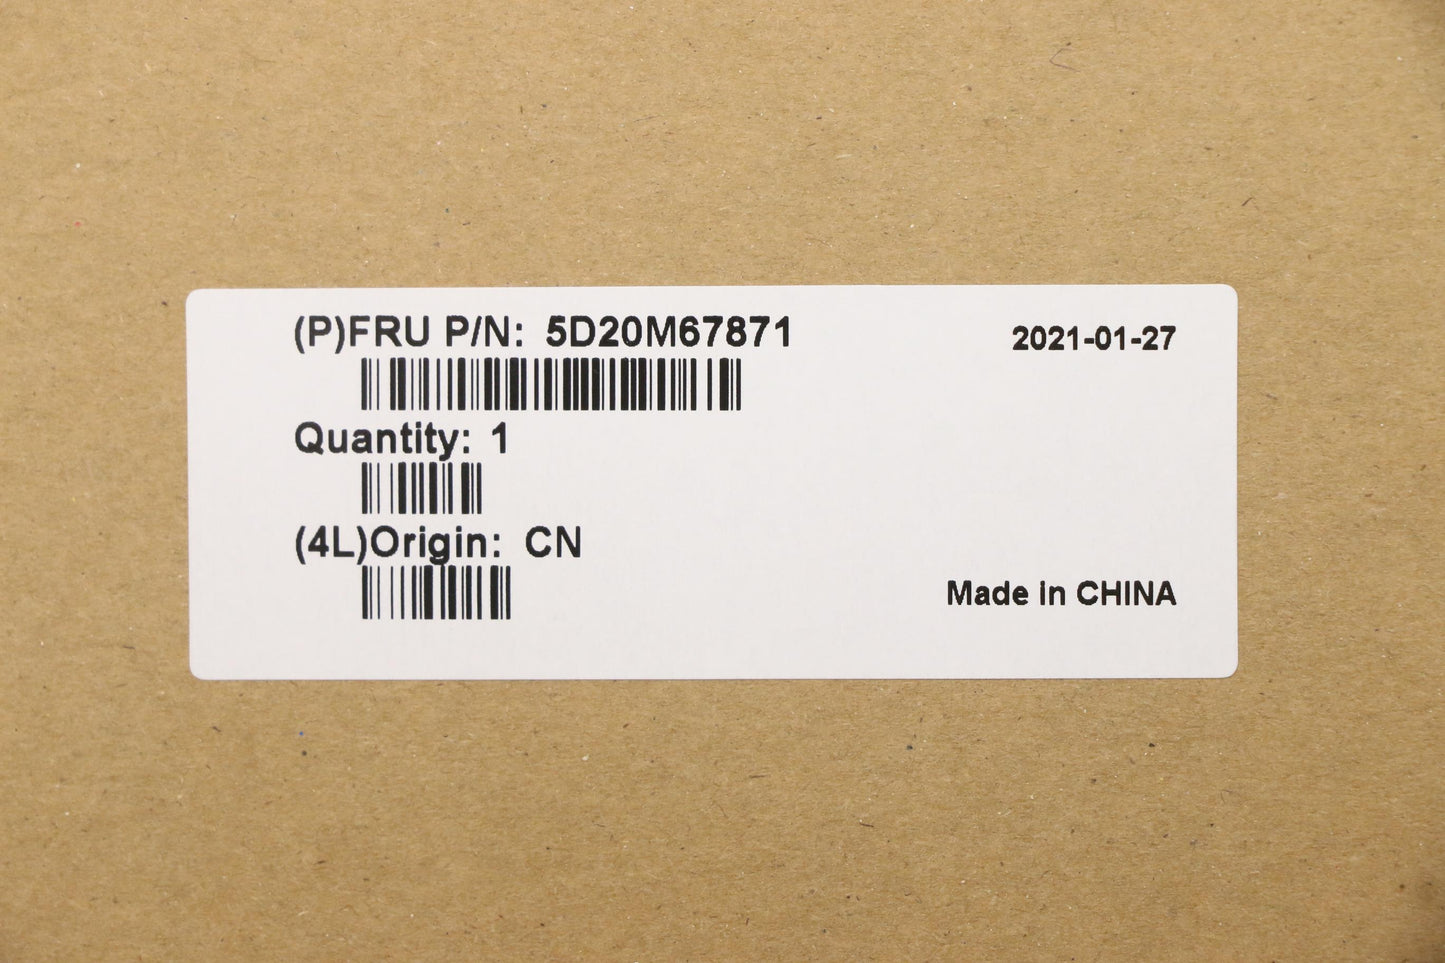 (P)FRU P/N: 5D20M67871
2021-01-27
Quantity: 1
(4L)Origin: CN
Made in CHINA